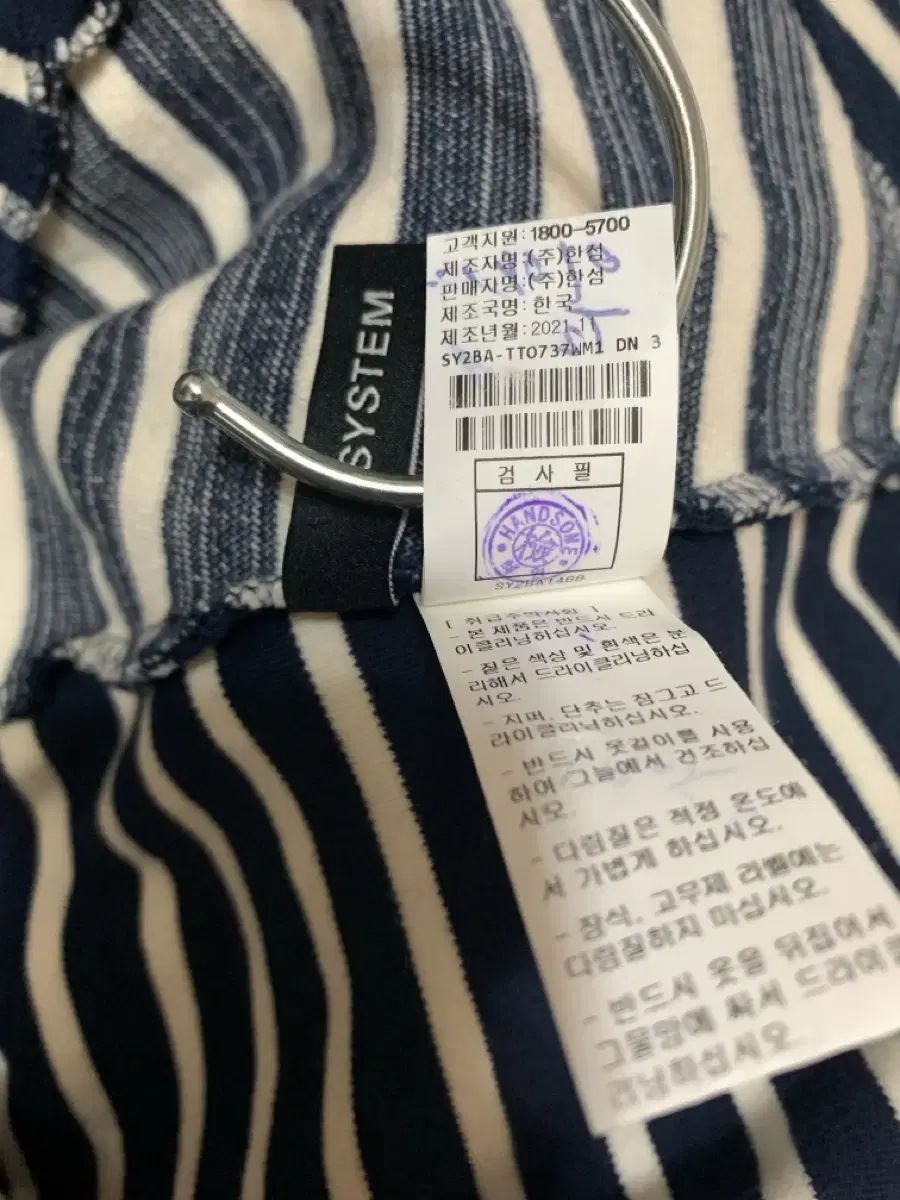 SYSTEM
고객지원: 1800-5700
제조자명:(주)한섬
판매자명:(주)한섬
제조국명: 한국
제조년월: 2021.11
SY2BA-TTO737WM1 DN 3
검 사 필
HANDSOME
SY2BA1488
[ 취급주의사항 ]
- 본 제품은 반드시 드라
이클리닝하십시오.
- 짙은 색상 및 흰색은 분
리해서 드라이클리닝하십
시오.
- 지퍼, 단추는 잠그고 드
라이클리닝하십시오.
- 반드시 옷걸이를 사용
하여 그늘에서 건조하십
시오.
- 다림질은 적정 온도에
서 가볍게 하십시오.
- 장식, 고무제 라벨에는
다림질하지 마십시오.
- 반드시 옷을 뒤집어서
그물망에 싸서 드라이클
리닝하십시오.